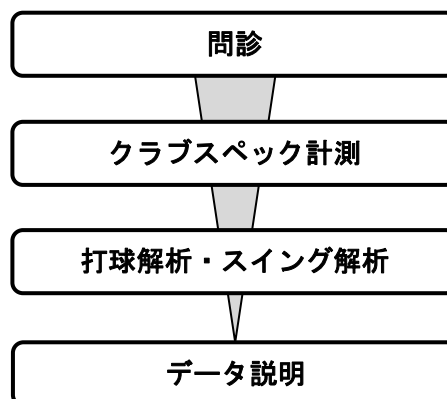 問診
クラブスペック計測
打球解析・スイング解析
データ説明